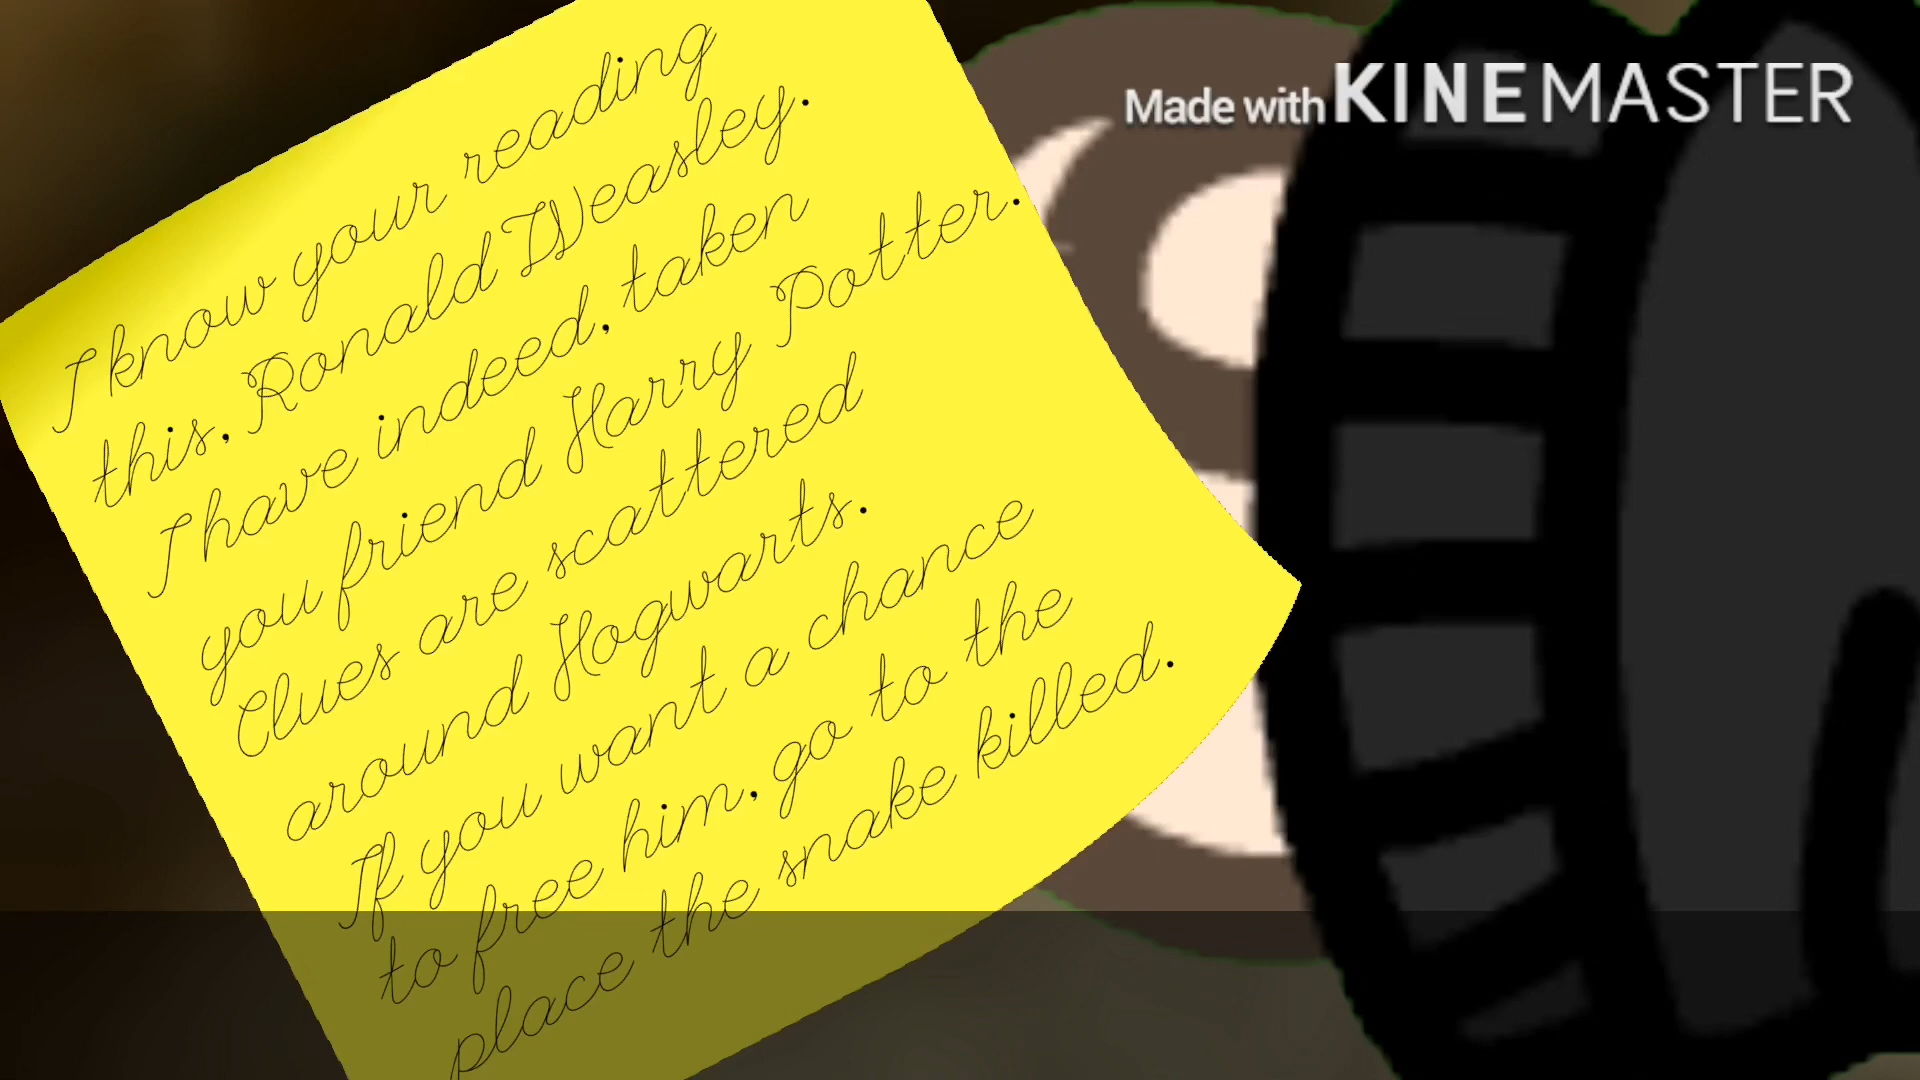 Made with KINEMASTER
I know your reading
this, Ronald Weasley.
I have indeed, taken
you friend Harry Potter.
Clues are scattered
around Hogwarts.
If you want a chance
to free him, go to the
place the snake killed.